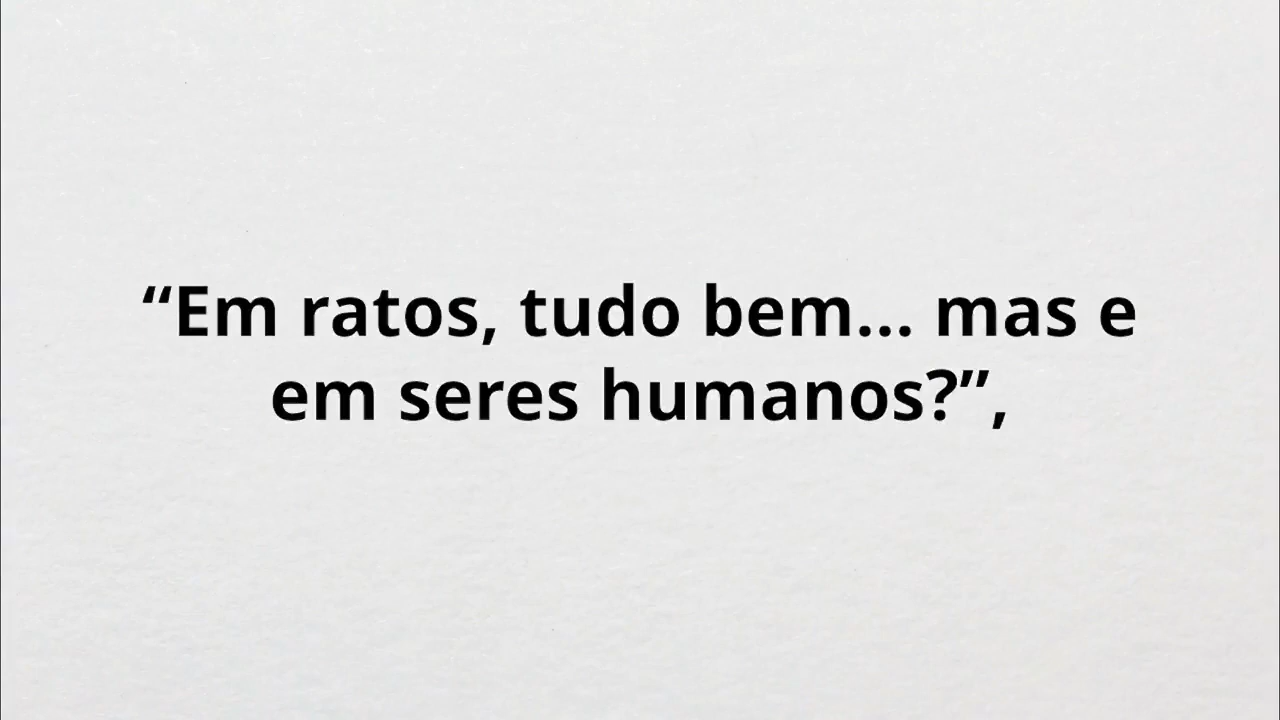 “Em ratos, tudo bem... mas e
em seres humanos?”,